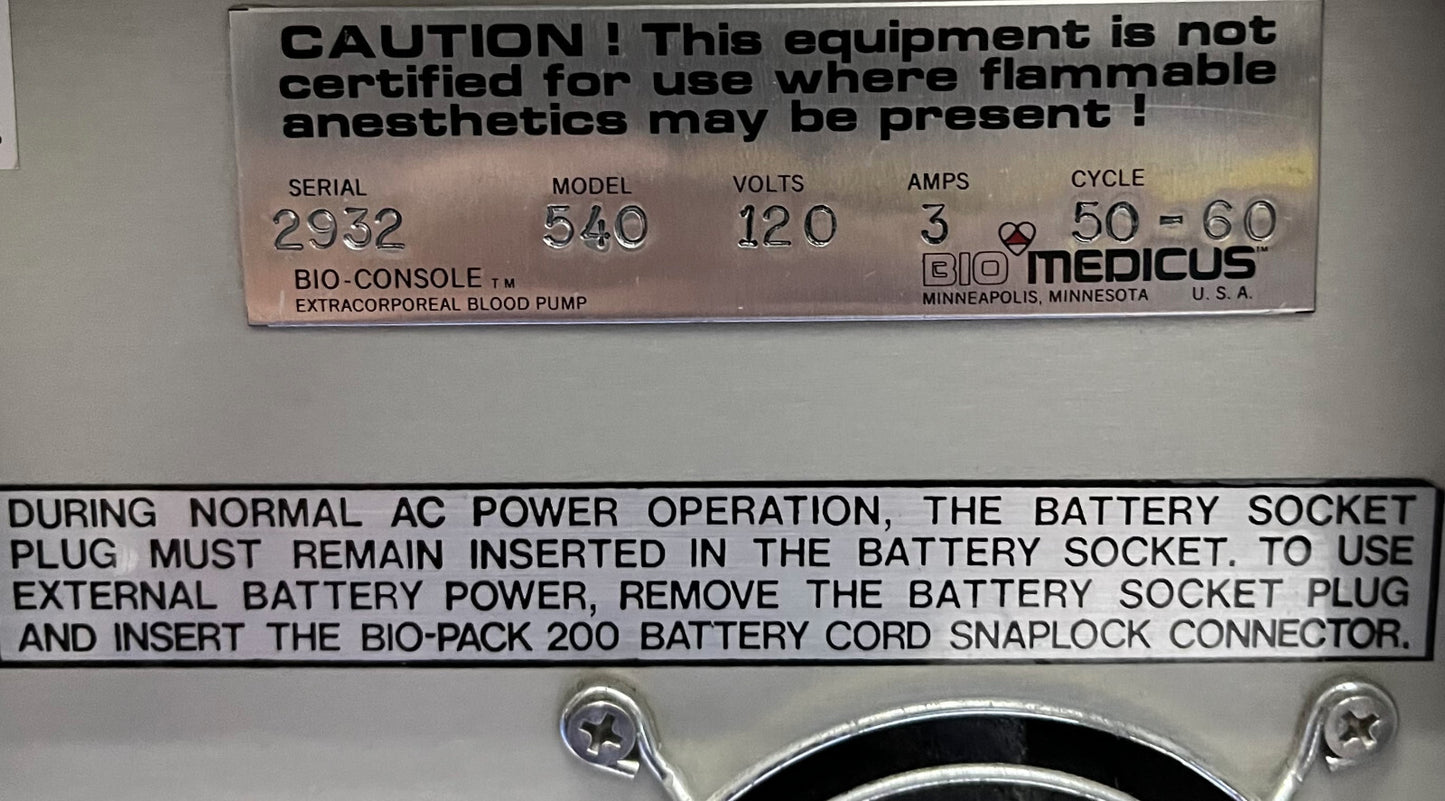 CAUTION ! This equipment is not
certified for use where flammable
anesthetics may be present !
SERIAL MODEL VOLTS AMPS CYCLE
2932 540 120 3 50 - 60
BIO-CONSOLE TM
EXTRACORPOREAL BLOOD PUMP
BIO MEDICUS™
MINNEAPOLIS, MINNESOTA U. S. A.
DURING NORMAL AC POWER OPERATION, THE BATTERY SOCKET
PLUG MUST REMAIN INSERTED IN THE BATTERY SOCKET. TO USE
EXTERNAL BATTERY POWER, REMOVE THE BATTERY SOCKET PLUG
AND INSERT THE BIO-PACK 200 BATTERY CORD SNAPLOCK CONNECTOR.